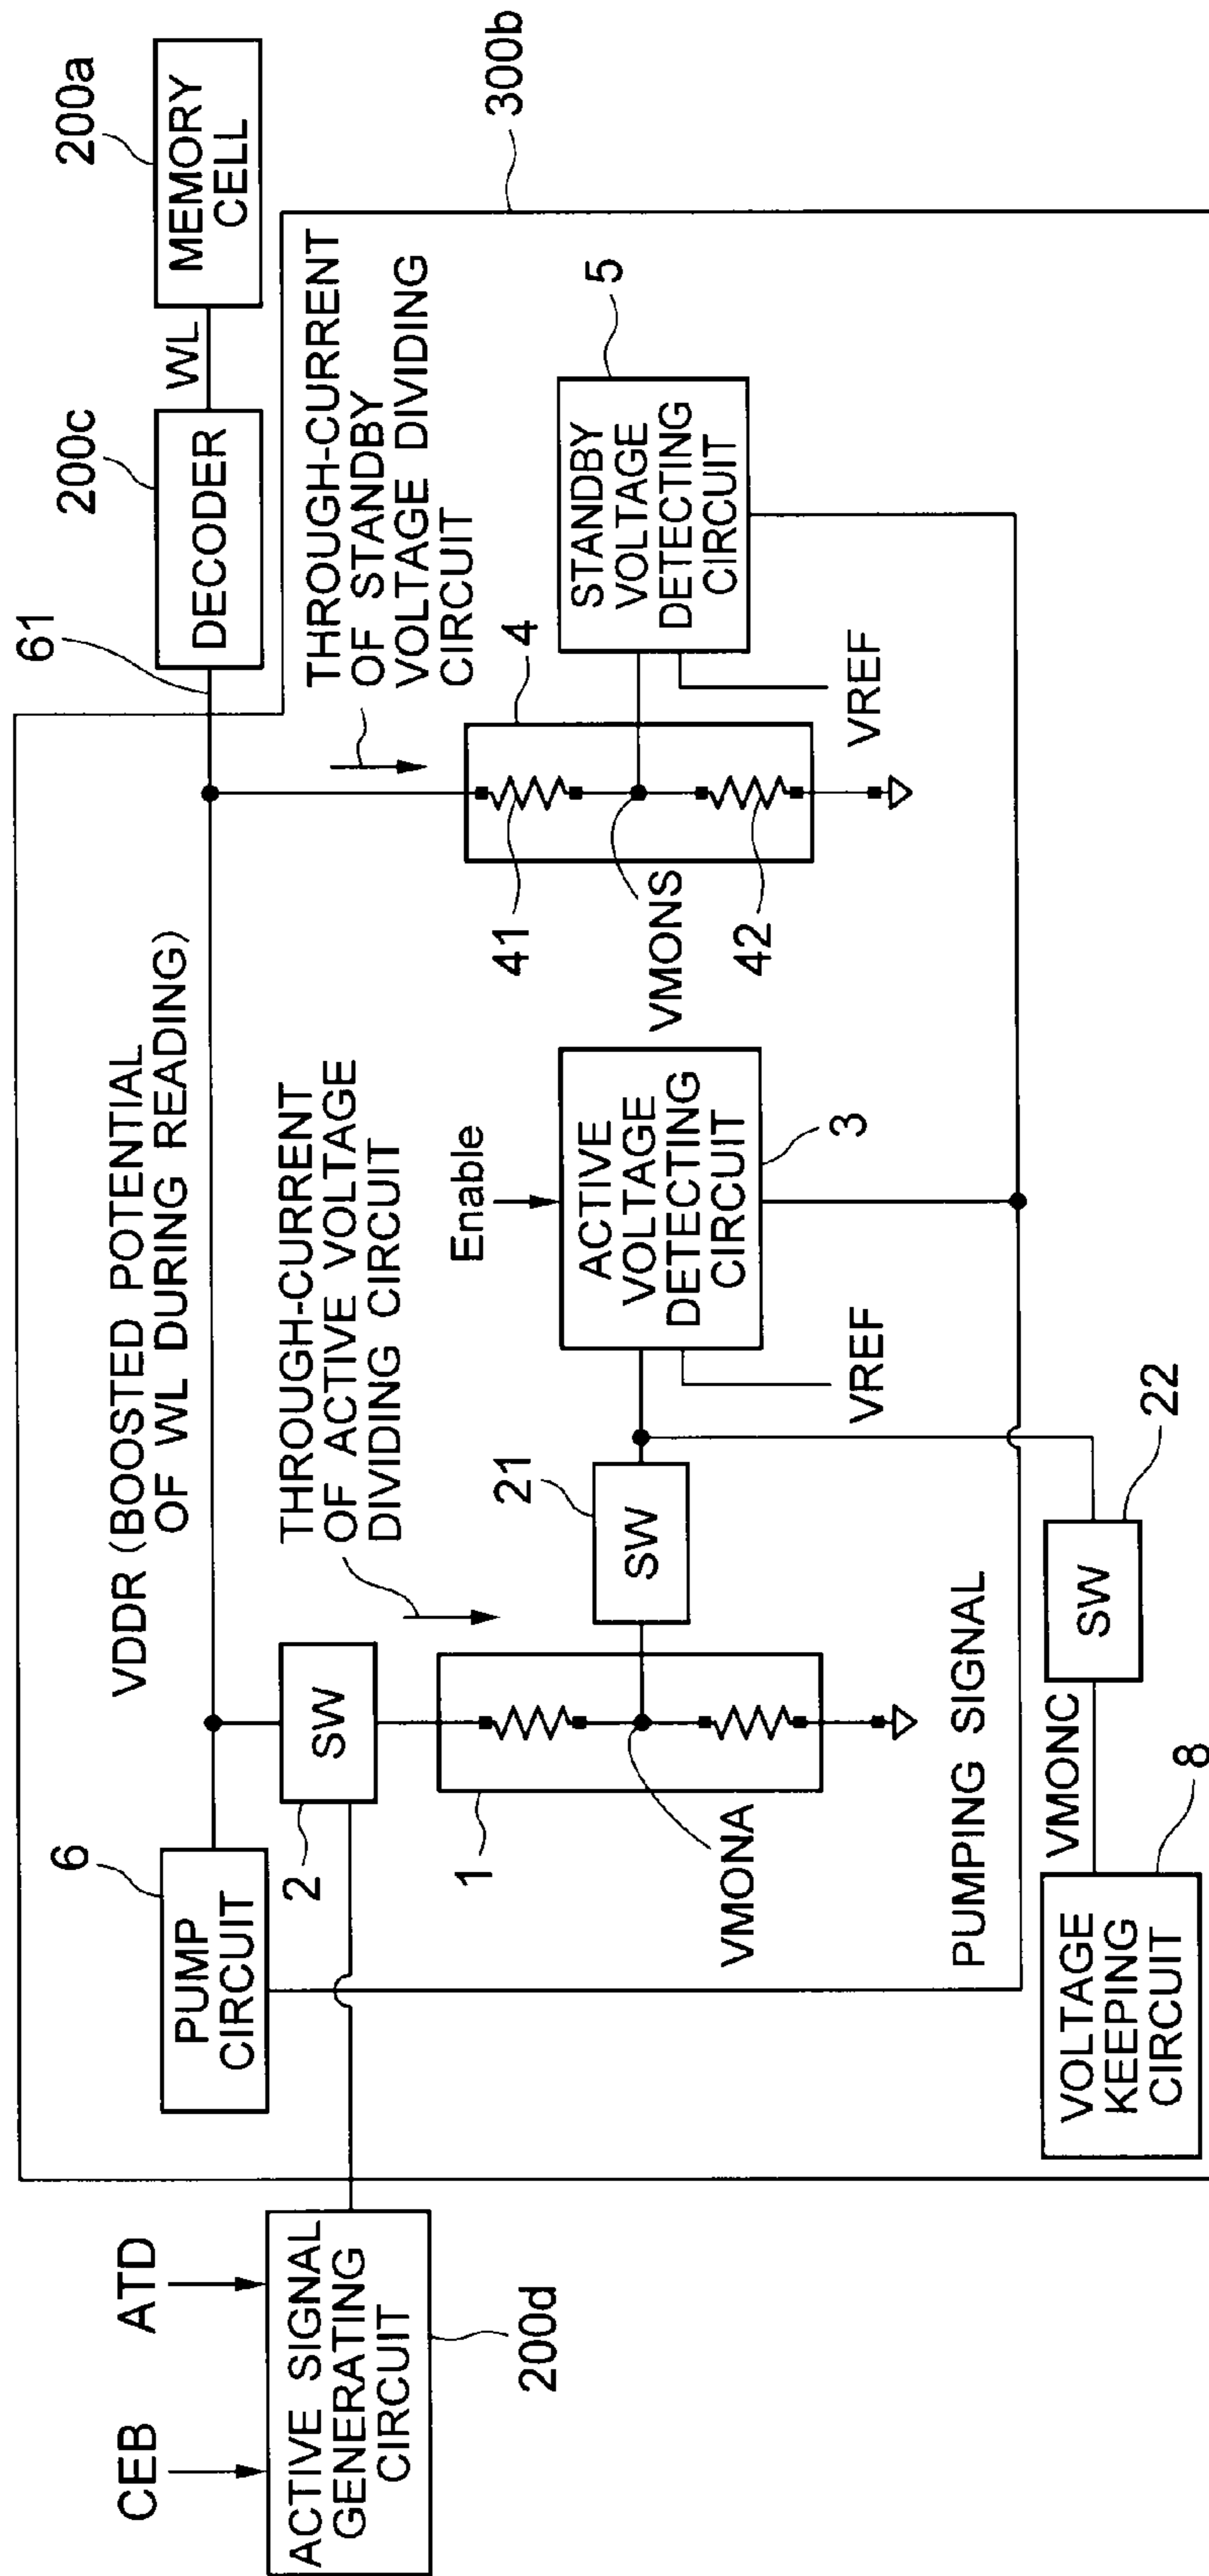 CEB
ATD
ACTIVE SIGNAL
GENERATING
CIRCUIT
200d
6
PUMP
CIRCUIT
VDDR (BOOSTED POTENTIAL
OF WL DURING READING)
61
200c
DECODER
WL
200a
MEMORY
CELL
300b
2
SW
THROUGH-CURRENT
OF ACTIVE VOLTAGE
DIVIDING CIRCUIT
THROUGH-CURRENT
OF STANDBY
VOLTAGE DIVIDING
CIRCUIT
1
VMONA
21
SW
Enable
ACTIVE
VOLTAGE
DETECTING
CIRCUIT
3
VREF
41
VMONS
42
4
STANDBY
VOLTAGE
DETECTING
CIRCUIT
5
VREF
PUMPING SIGNAL
VOLTAGE
KEEPING
CIRCUIT
8
VMONC
SW
22